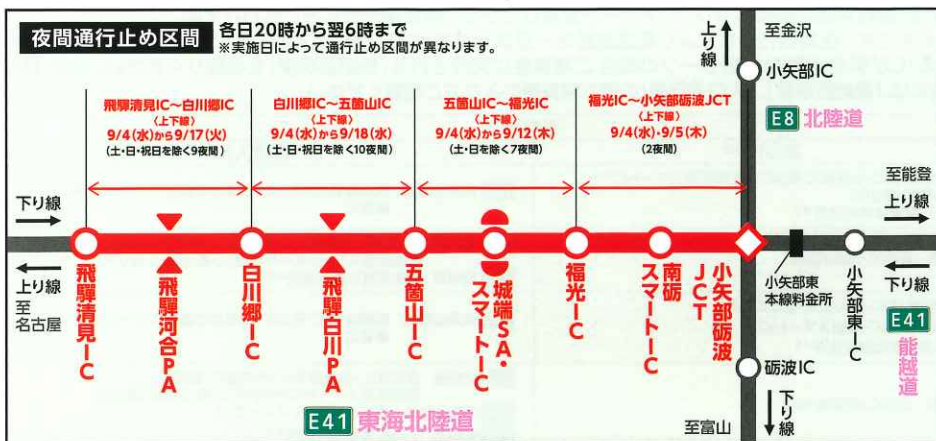 夜間通行止め区間
各日20時から翌6時まで
※実施日によって通行止め区間が異なります。
飛驒清見IC～白川郷IC
〈上下線〉
9/4(水)から9/17(火)
(土・日・祝日を除く9夜間)
白川郷IC～五箇山IC
〈上下線〉
9/4(水)から9/18(水)
(土・日・祝日を除く10夜間)
五箇山IC～福光IC
〈上下線〉
9/4(水)から9/12(木)
(土・日を除く7夜間)
福光IC～小矢部砺波JCT
〈上下線〉
9/4(水)・9/5(木)
(2夜間)
上り線
至金沢
小矢部IC
E8 北陸道
至能登
上り線
下り線
下り線
上り線
至名古屋
飛驒清見IC
飛驒河合PA
白川郷IC
飛驒白川PA
五箇山IC
城端SA・
スマートIC
福光IC
南砺
スマートIC
小矢部砺波
JCT
小矢部東
本線料金所
小矢部東IC
E41
能越道
砺波IC
下り線
至富山
E41 東海北陸道